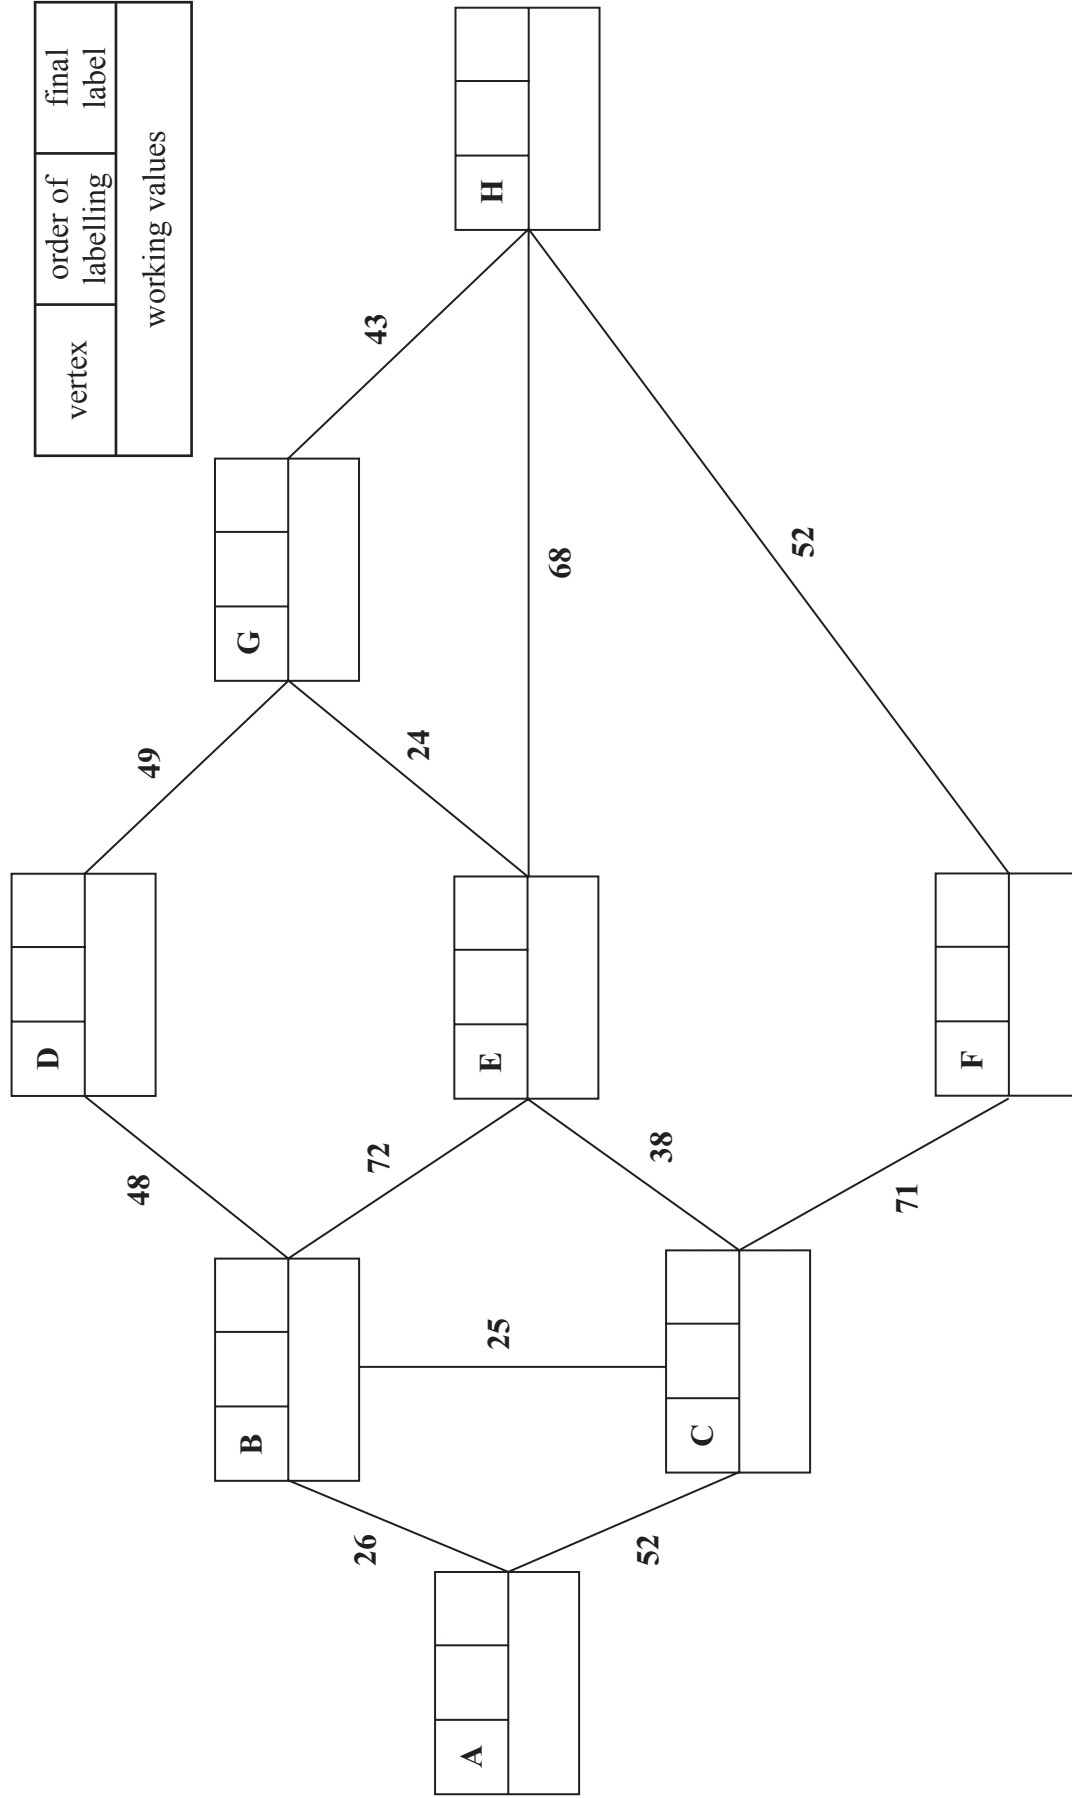 vertex
order of
labelling
final
label
working values
A
26
52
B
25
C
48
72
38
71
D
E
F
49
24
G
68
52
43
H